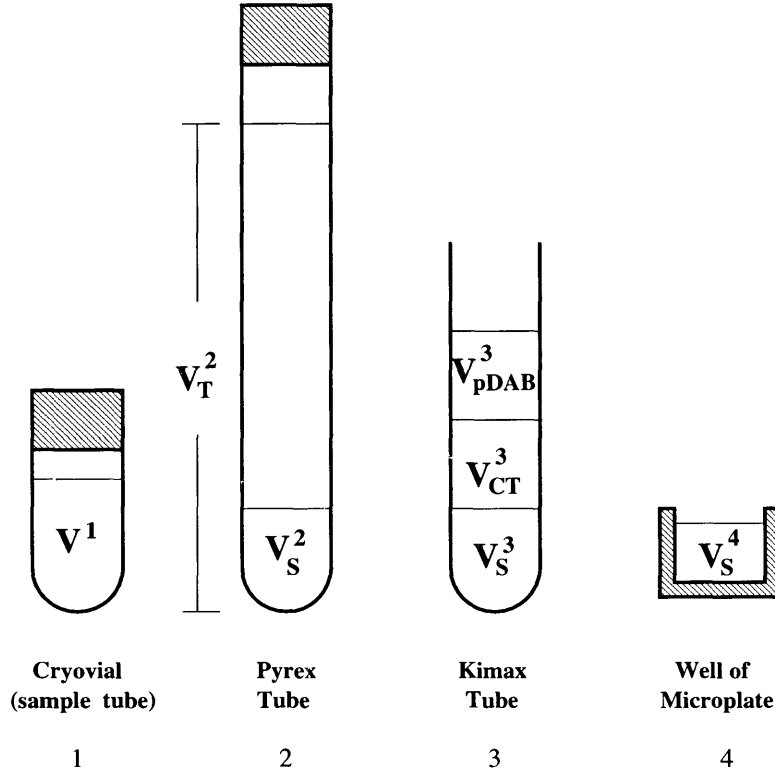 V_T^2
V^1
V_S^2
V_pDAB^3
V_CT^3
V_S^3
V_S^4
Cryovial
(sample tube)
1
Pyrex
Tube
2
Kimax
Tube
3
Well of
Microplate
4